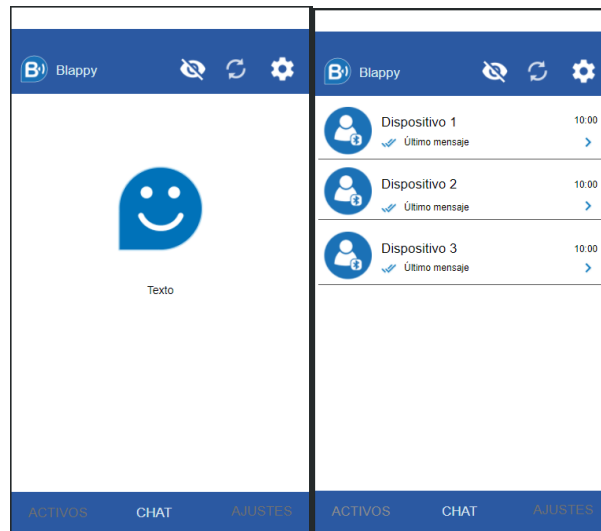 B Blappy
Texto
ACTIVOS CHAT AJUSTES
B Blappy
Dispositivo 1 10:00
Último mensaje
Dispositivo 2 10:00
Último mensaje
Dispositivo 3 10:00
Último mensaje
ACTIVOS CHAT AJUSTES